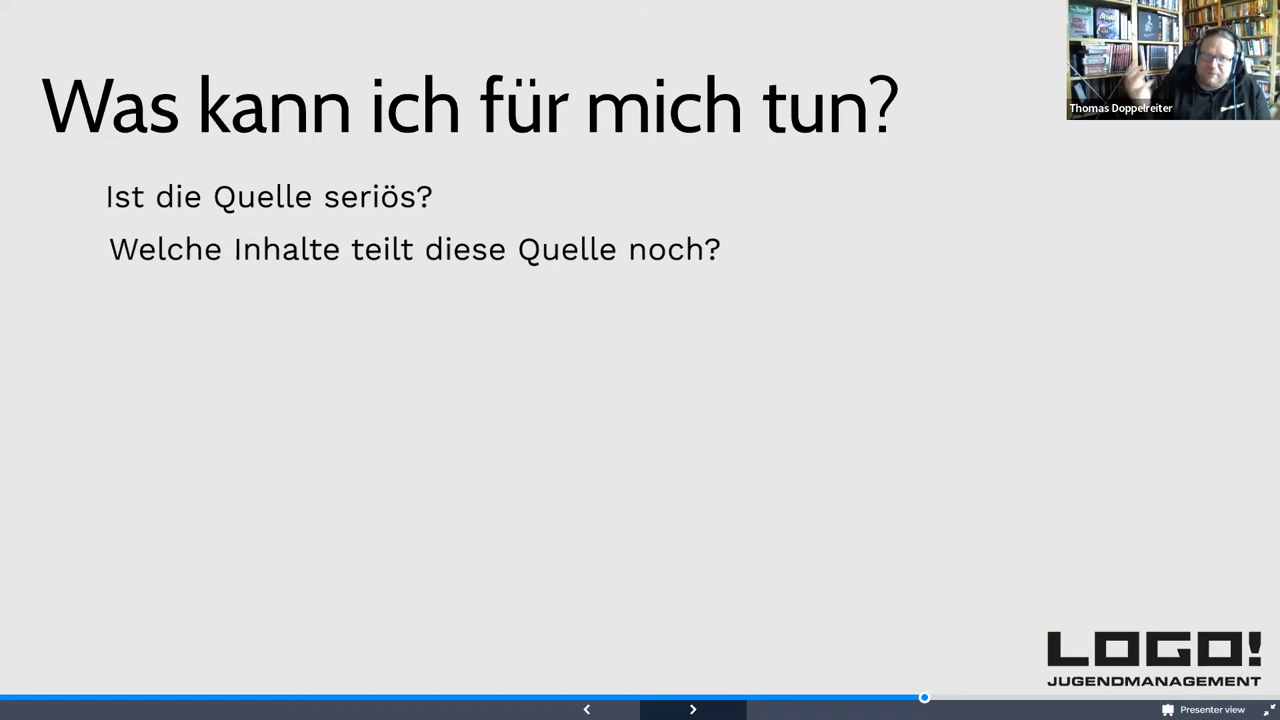 Was kann ich für mich tun?
Thomas Doppelreiter
Ist die Quelle seriös?
Welche Inhalte teilt diese Quelle noch?
LOGO!
JUGENDMANAGEMENT
Presenter view